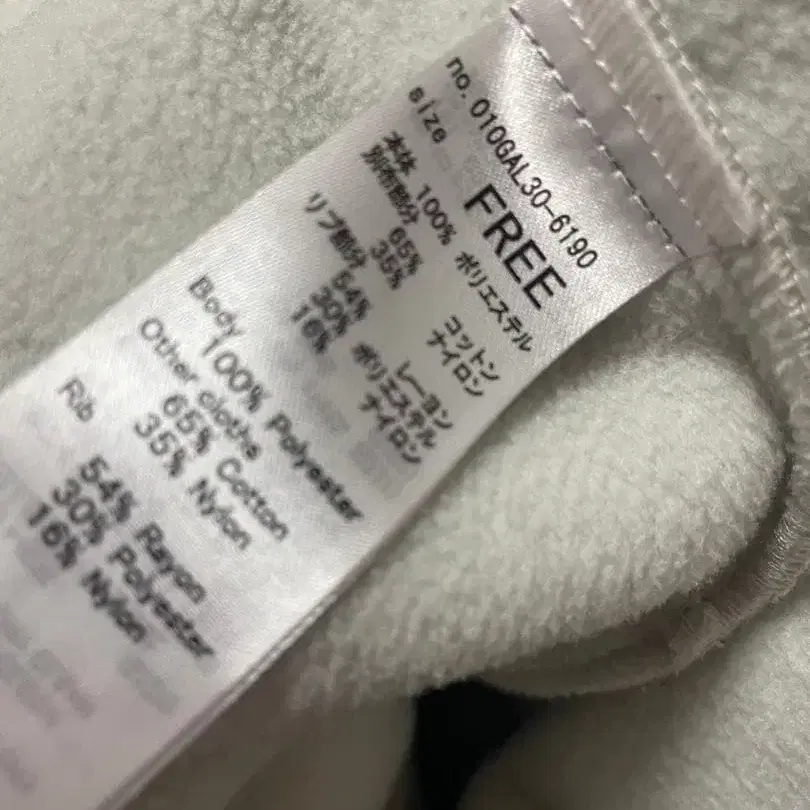 no. 010GAL30-6190
size FREE
本体 100% ポリエステル
別布部分 65% コットン
35% ナイロン
リブ部分 54% レーヨン
30% ポリエステル
16% ナイロン
Body
100% Polyester
Other cloths
65% Cotton
35% Nylon
Rib
54% Rayon
30% Polyester
16% Nylon